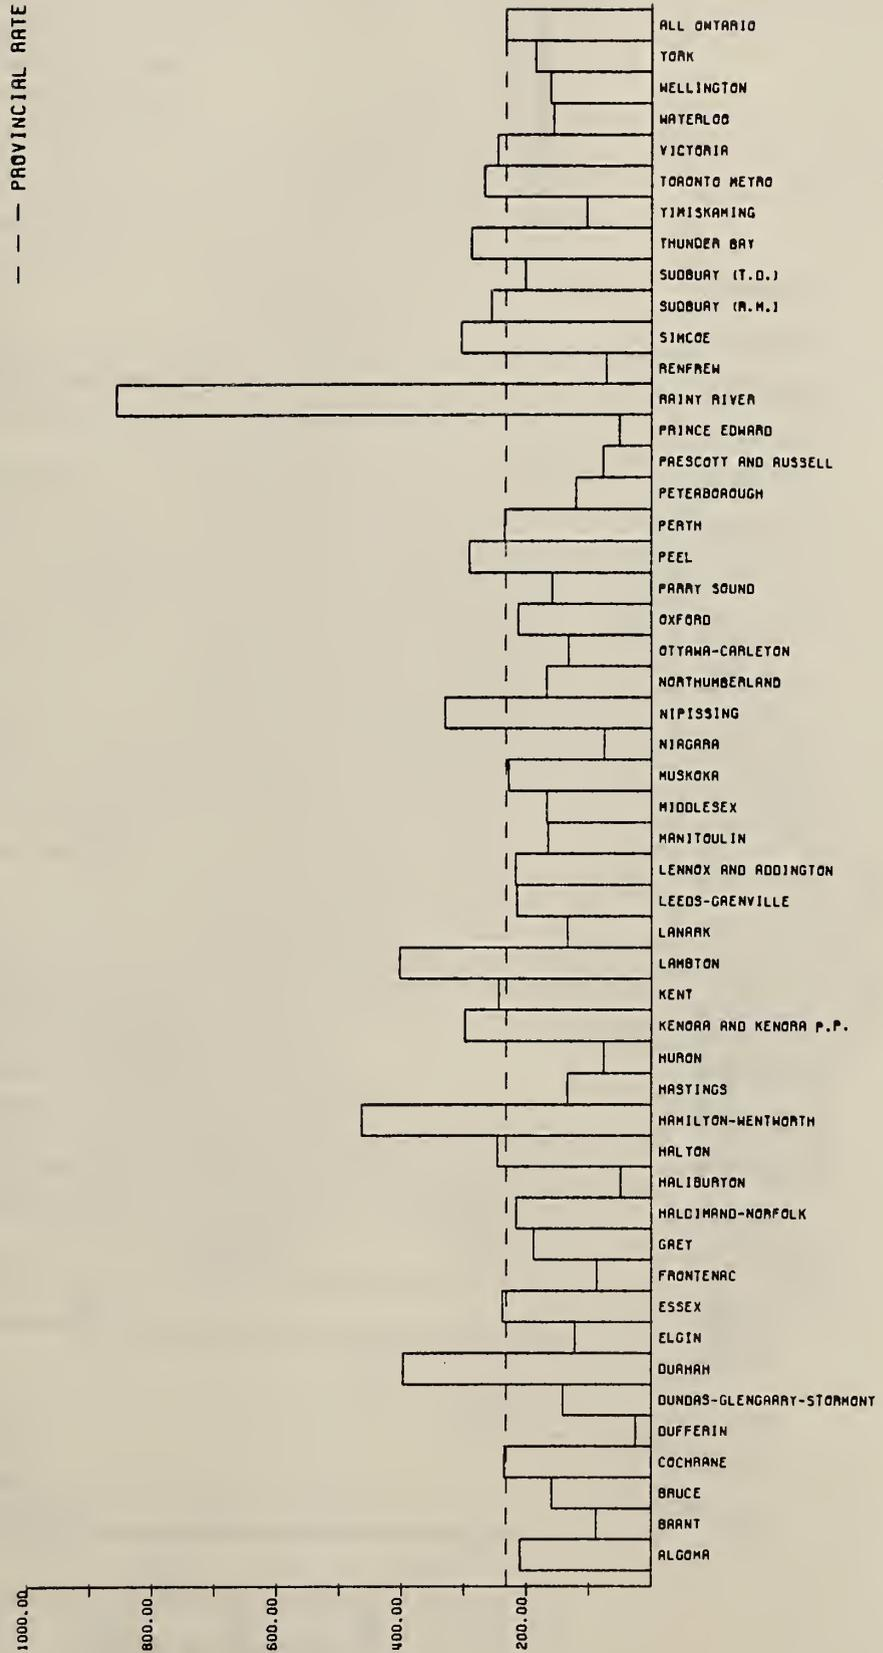 — — — PROVINCIAL RATE
ALL ONTARIO
YORK
WELLINGTON
WATERLOO
VICTORIA
TORONTO METRO
TIMISKAMING
THUNDER BAY
SUDBURY (T.D.)
SUDBURY (R.M.)
SIMCOE
RENFREW
RAINY RIVER
PRINCE EDWARD
PRESCOTT AND RUSSELL
PETERBOROUGH
PERTH
PEEL
PARRY SOUND
OXFORD
OTTAWA-CARLETON
NORTHUMBERLAND
NIPISSING
NIAGARA
MUSKOKA
MIDDLESEX
MANITOULIN
LENNOX AND ADDINGTON
LEEDS-GRENVILLE
LANARK
LAMBTON
KENT
KENORA AND KENORA P.P.
HURON
HASTINGS
HAMILTON-WENTWORTH
HALTON
HALIBURTON
HALDIMAND-NORFOLK
GREY
FRONTENAC
ESSEX
ELGIN
DURHAM
DUNDAS-GLENGARRY-STORMONT
DUFFERIN
COCHRANE
BRUCE
BRANT
ALGOMA
1000.00
800.00
600.00
400.00
200.00